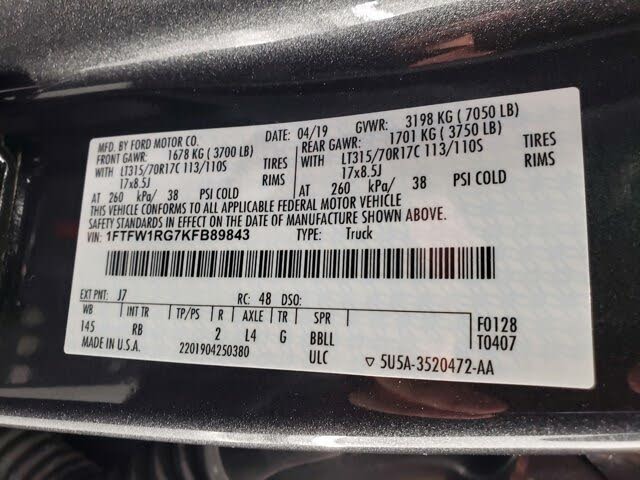 MFD. BY FORD MOTOR CO.
DATE: 04/19 GVWR: 3198 KG ( 7050 LB)
FRONT GAWR: 1678 KG ( 3700 LB)
REAR GAWR: 1701 KG ( 3750 LB)
WITH LT315/70R17C 113/110S TIRES
WITH LT315/70R17C 113/110S TIRES
17x8.5J RIMS
17x8.5J RIMS
AT 260 kPa/ 38 PSI COLD
AT 260 kPa/ 38 PSI COLD
THIS VEHICLE CONFORMS TO ALL APPLICABLE FEDERAL MOTOR VEHICLE
SAFETY STANDARDS IN EFFECT ON THE DATE OF MANUFACTURE SHOWN ABOVE.
VIN: 1FTFW1RG7KFB89843 TYPE: Truck
EXT PNT: J7 RC: 48 DSO:
WB INT TR TP/PS R AXLE TR SPR
145 RB 2 L4 G BBLL
F0128
T0407
MADE IN U.S.A. 2201904250380 ULC
▽ 5U5A-3520472-AA